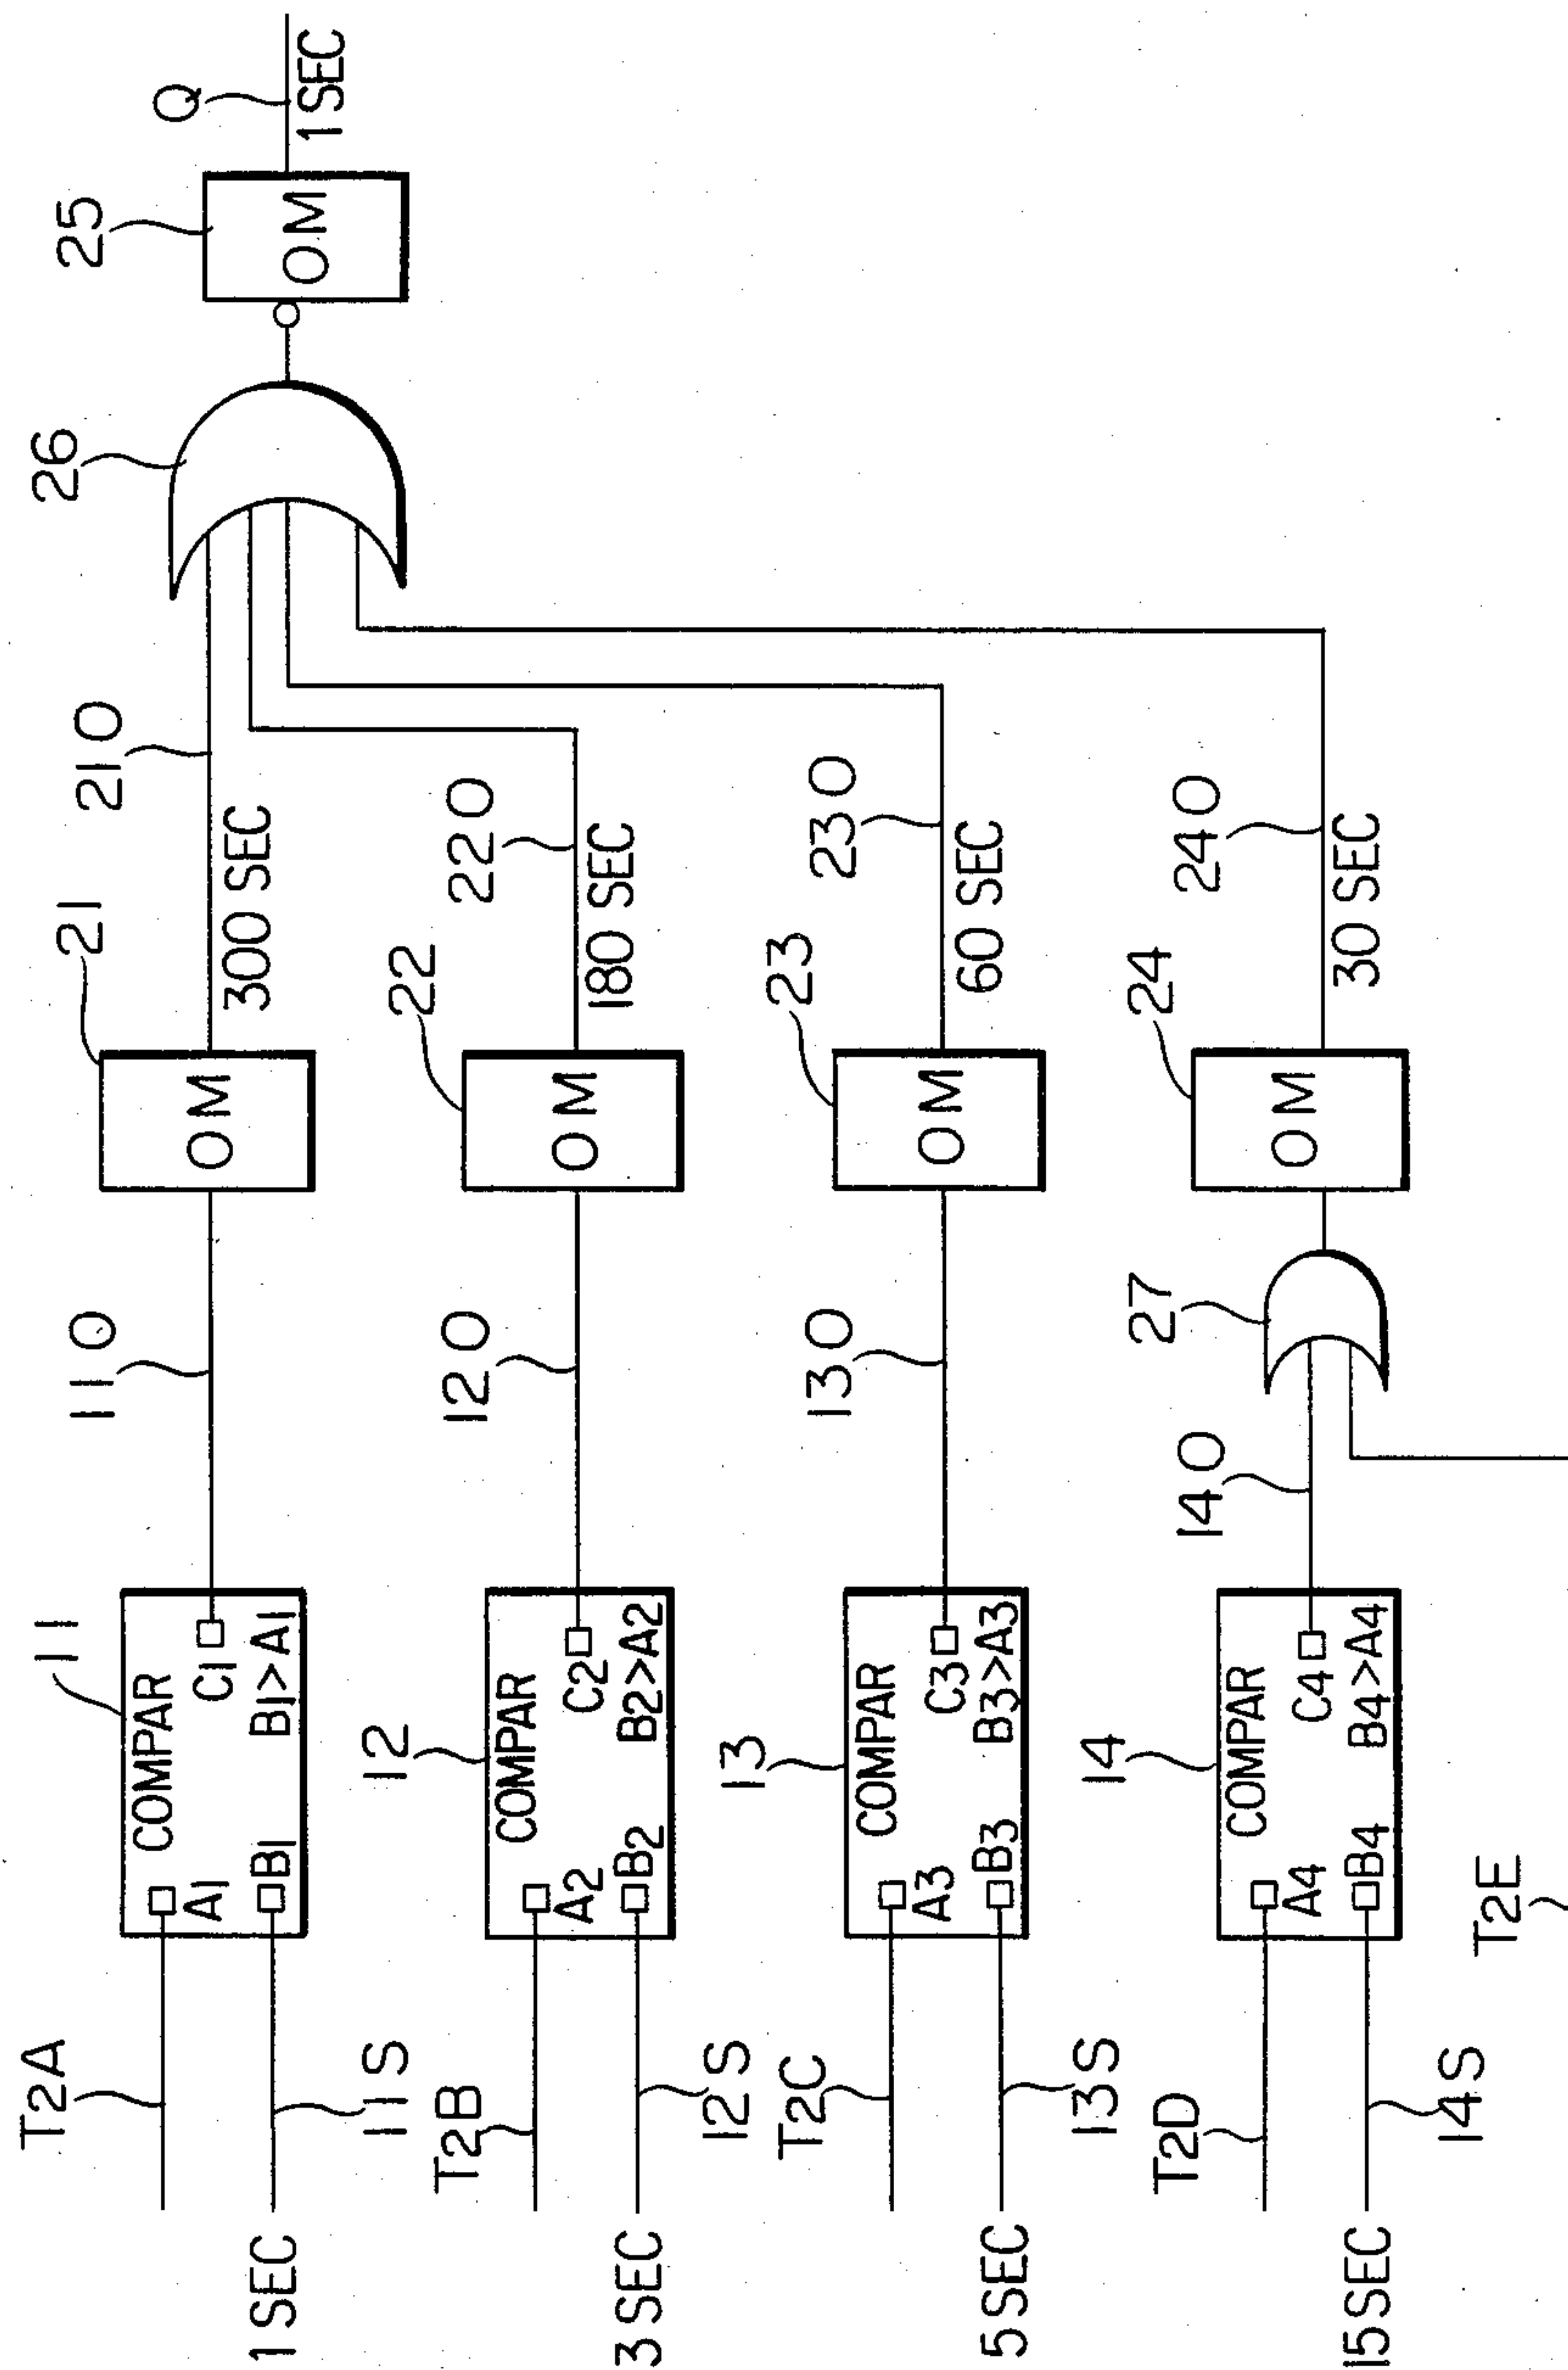 T2A
1 SEC
11S
11
COMPAR
A1
B1
C1
B1>A1
110
21
OM
210
300 SEC
26
25
OM
Q
1 SEC
T2B
3 SEC
12S
12
COMPAR
A2
B2
C2
B2>A2
120
22
OM
220
180 SEC
T2C
5 SEC
13S
13
COMPAR
A3
B3
C3
B3>A3
130
23
OM
230
60 SEC
T2D
15 SEC
14S
14
COMPAR
A4
B4
C4
B4>A4
140
27
24
OM
240
30 SEC
T2E